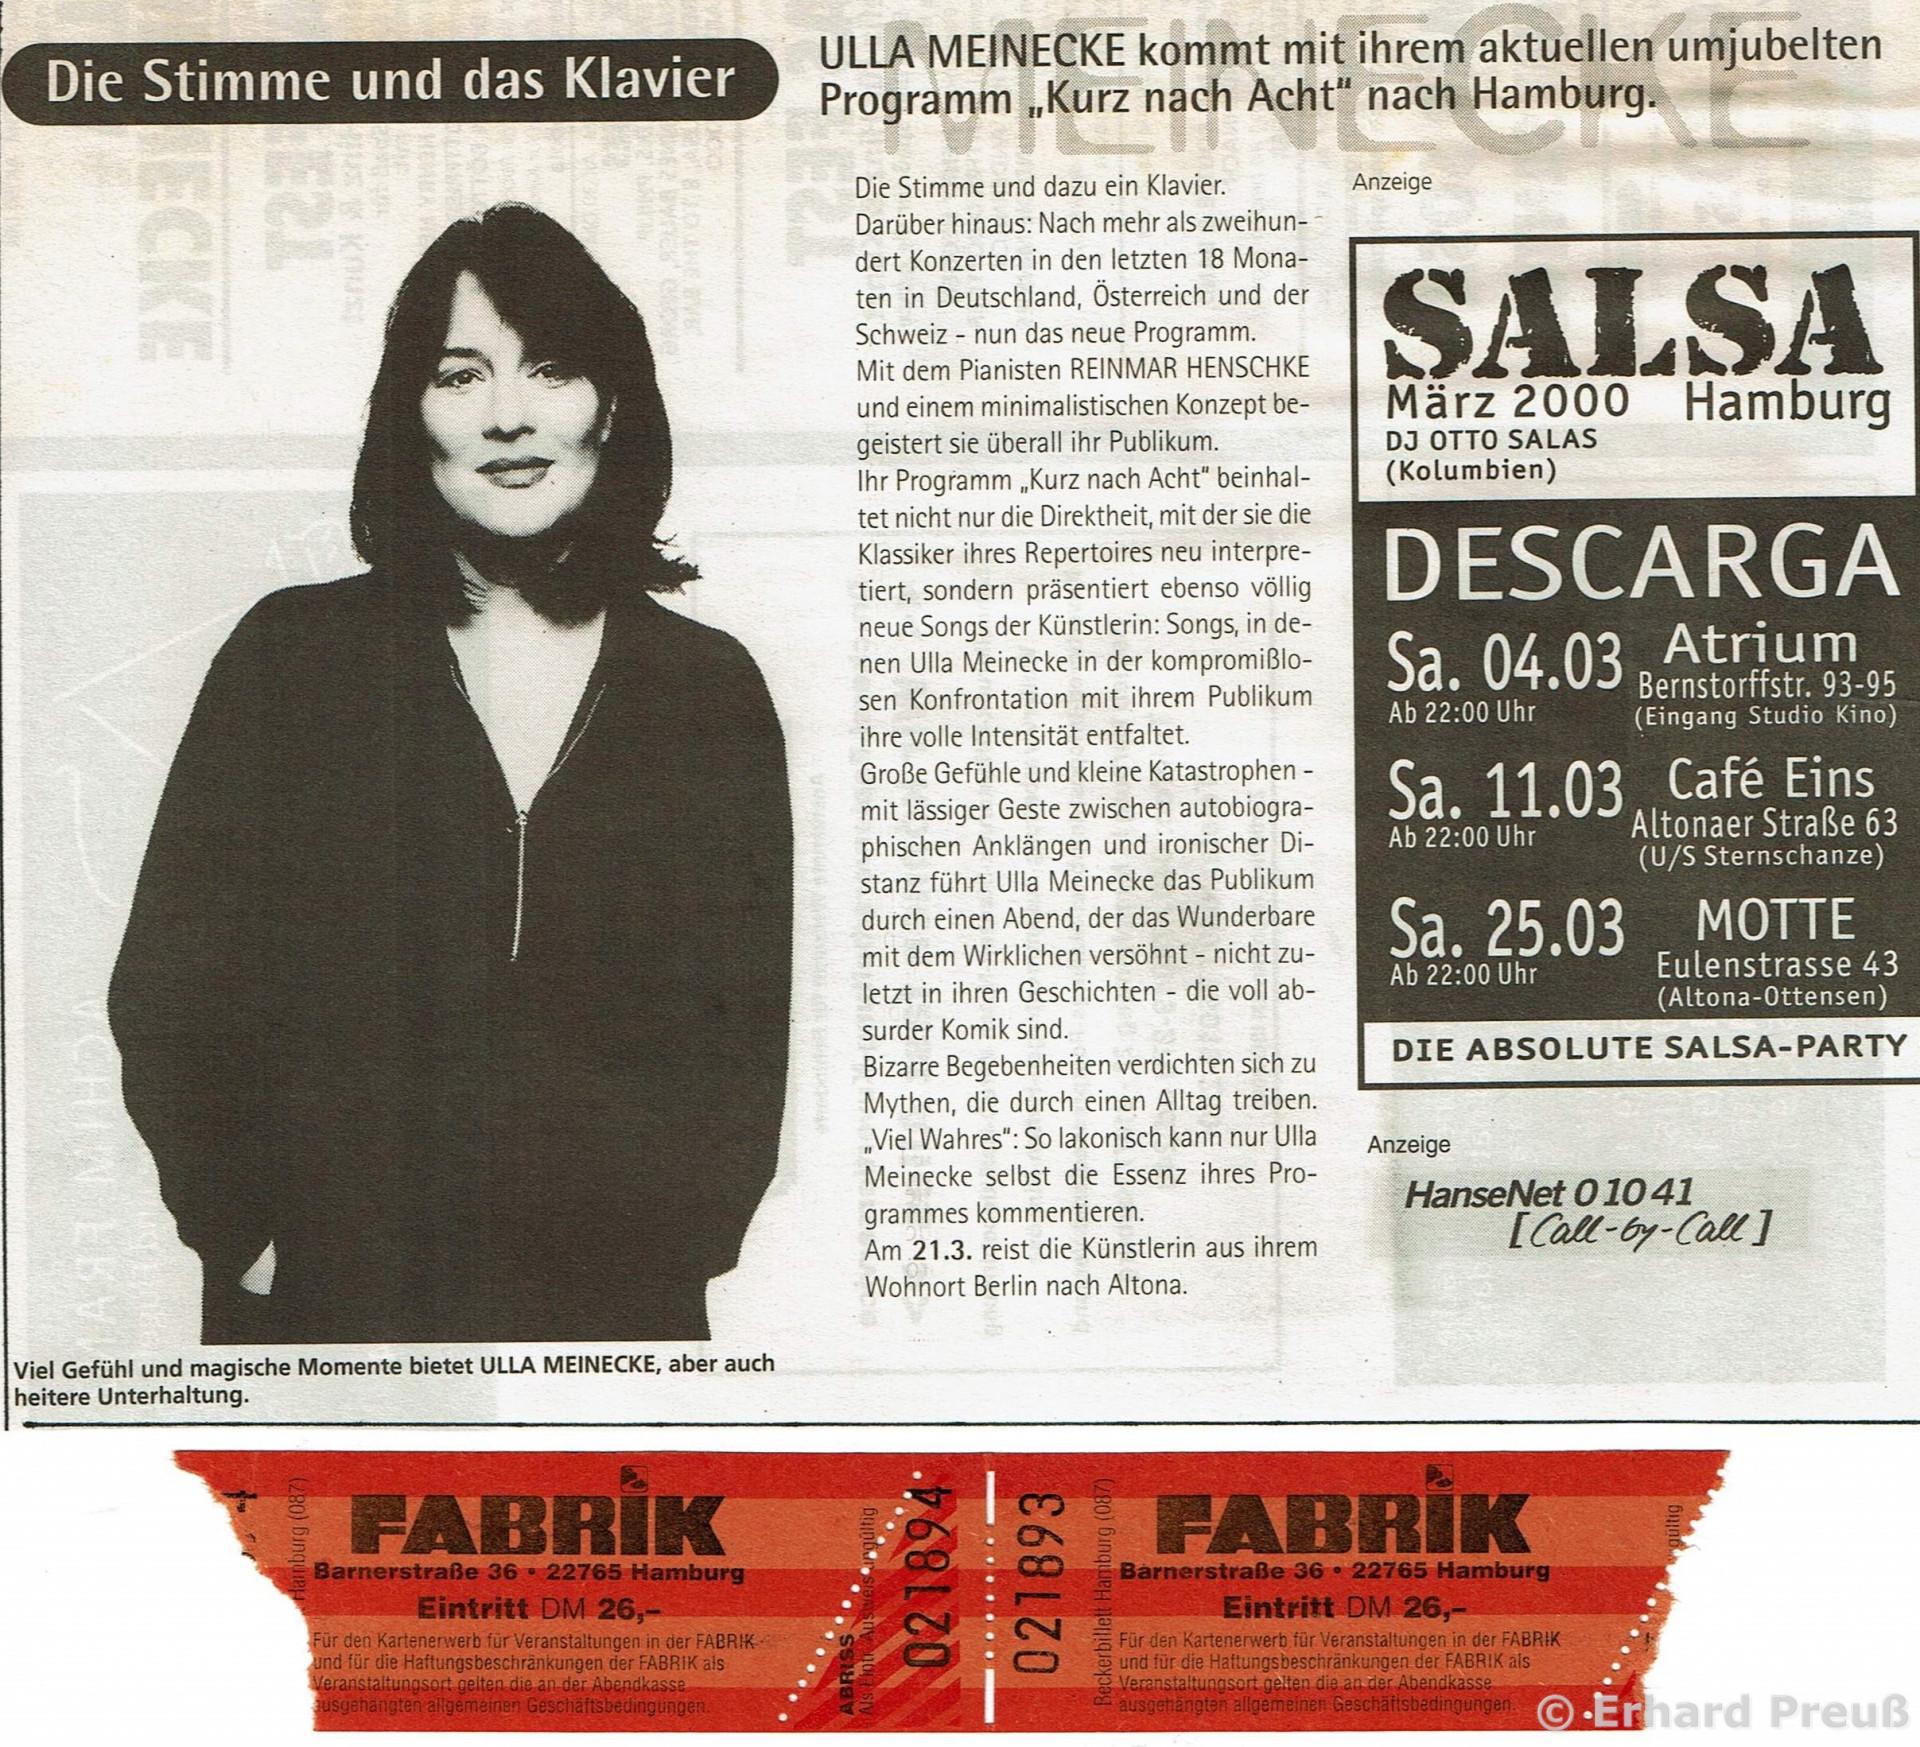 Die Stimme und das Klavier
MEINECKE
ULLA MEINECKE kommt mit ihrem aktuellen umjubelten
Programm „Kurz nach Acht“ nach Hamburg.
Die Stimme und dazu ein Klavier.
Darüber hinaus: Nach mehr als zweihun-
dert Konzerten in den letzten 18 Mona-
ten in Deutschland, Österreich und der
Schweiz - nun das neue Programm.
Mit dem Pianisten REINMAR HENSCHKE
und einem minimalistischen Konzept be-
geistert sie überall ihr Publikum.
Ihr Programm „Kurz nach Acht“ beinhal-
tet nicht nur die Direktheit, mit der sie die
Klassiker ihres Repertoires neu interpre-
tiert, sondern präsentiert ebenso völlig
neue Songs der Künstlerin: Songs, in de-
nen Ulla Meinecke in der kompromißlo-
sen Konfrontation mit ihrem Publikum
ihre volle Intensität entfaltet.
Große Gefühle und kleine Katastrophen -
mit lässiger Geste zwischen autobiogra-
phischen Anklängen und ironischer Di-
stanz führt Ulla Meinecke das Publikum
durch einen Abend, der das Wunderbare
mit dem Wirklichen versöhnt - nicht zu-
letzt in ihren Geschichten - die voll ab-
surder Komik sind.
Bizarre Begebenheiten verdichten sich zu
Mythen, die durch einen Alltag treiben.
„Viel Wahres“: So lakonisch kann nur Ulla
Meinecke selbst die Essenz ihres Pro-
grammes kommentieren.
Am 21.3. reist die Künstlerin aus ihrem
Wohnort Berlin nach Altona.
Viel Gefühl und magische Momente bietet ULLA MEINECKE, aber auch
heitere Unterhaltung.
Anzeige
SALSA
März 2000 Hamburg
DJ OTTO SALAS
(Kolumbien)
DESCARGA
Sa. 04.03 Atrium
Bernstorffstr. 93-95
Ab 22:00 Uhr (Eingang Studio Kino)
Sa. 11.03 Café Eins
Altonaer Straße 63
Ab 22:00 Uhr (U/S Sternschanze)
Sa. 25.03 MOTTE
Eulenstrasse 43
Ab 22:00 Uhr (Altona-Ottensen)
DIE ABSOLUTE SALSA-PARTY
Anzeige
HanseNet 0 10 41
[Call-by-Call]
Hamburg (087)
FABRIK
Barnerstraße 36 • 22765 Hamburg
Eintritt DM 26,-
Für den Kartenerwerb für Veranstaltungen in der FABRIK
und für die Haftungsbeschränkungen der FABRIK als
Veranstaltungsort gelten die an der Abendkasse
ausgehängten allgemeinen Geschäftsbedingungen.
ABRISS
Als Eintr.-Ausweis ungültig
021894
021893
Beckerbillett Hamburg (087)
FABRIK
Barnerstraße 36 • 22765 Hamburg
Eintritt DM 26,-
Für den Kartenerwerb für Veranstaltungen in der FABRIK
und für die Haftungsbeschränkungen der FABRIK als
Veranstaltungsort gelten die an der Abendkasse
ausgehängten allgemeinen Geschäftsbedingungen.
gültig
© Erhard Preuß